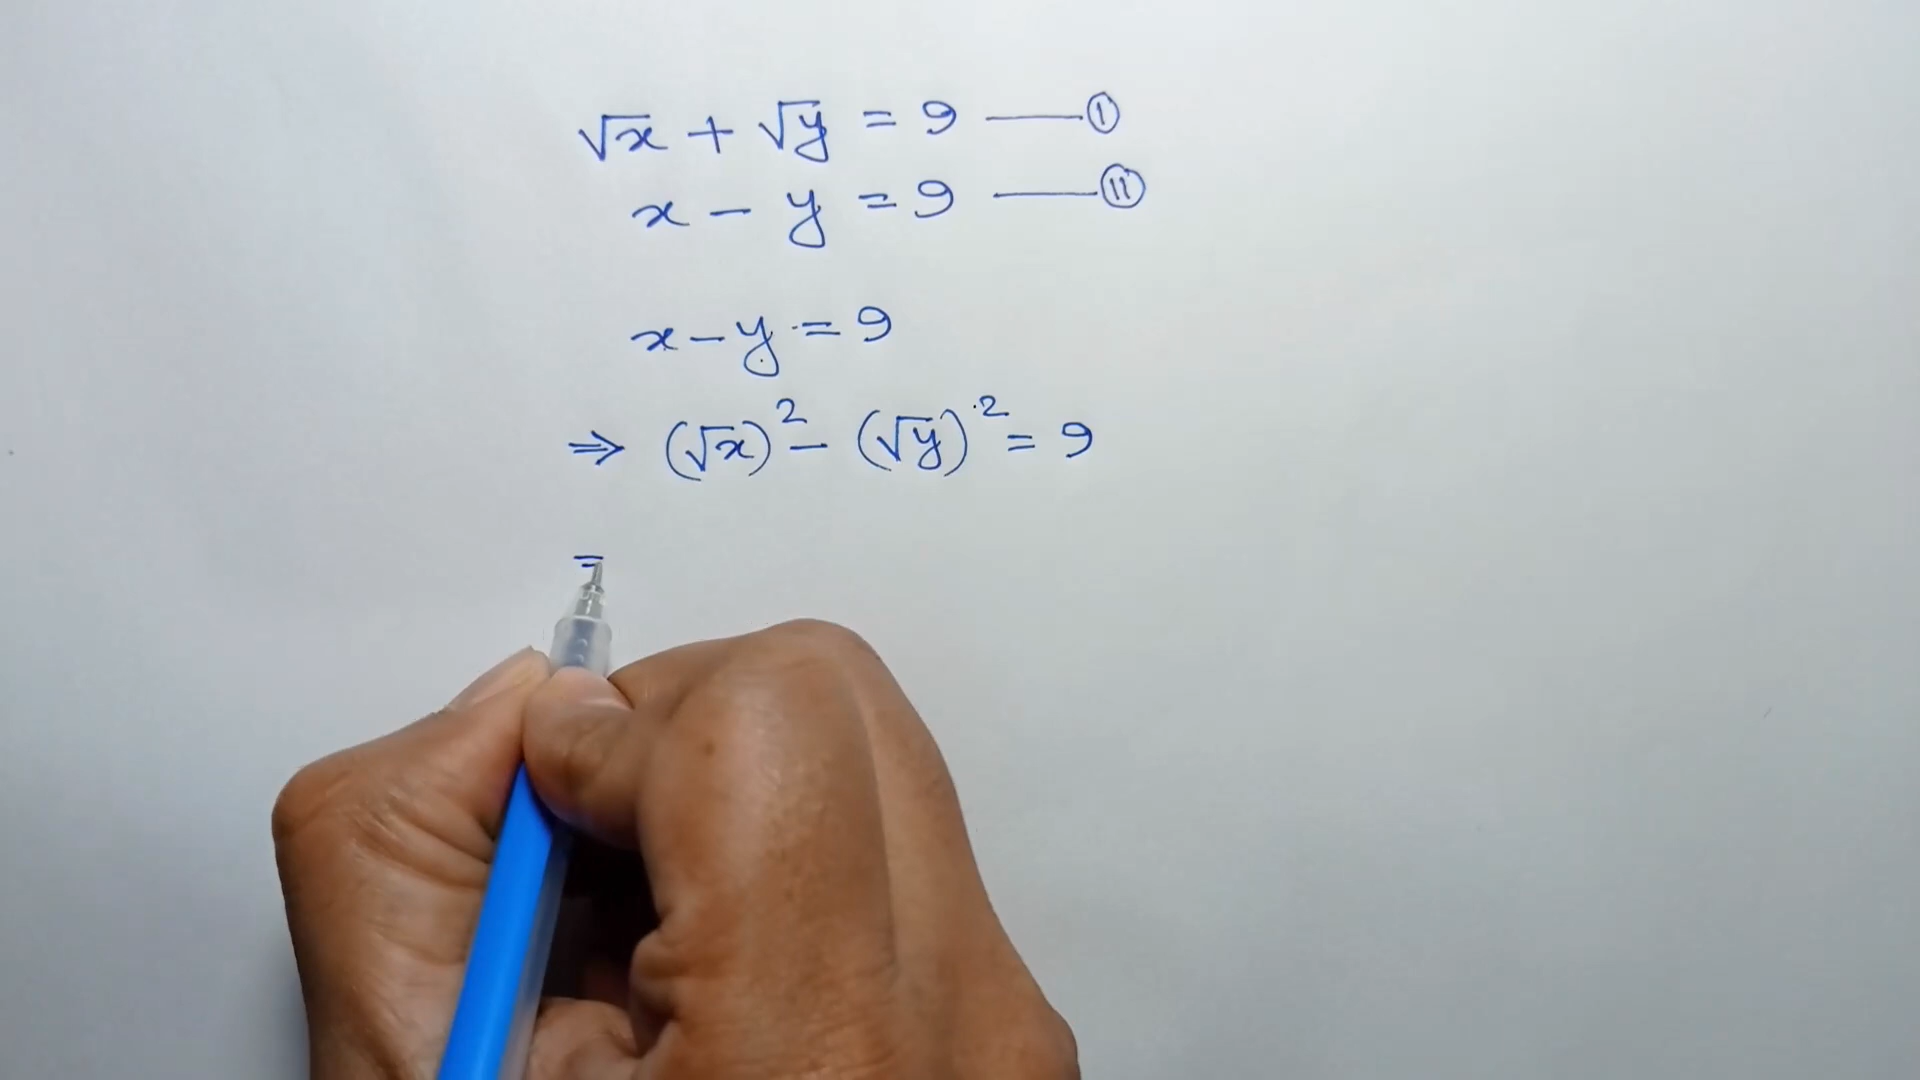 √x + √y = 9 —— (I)
x - y = 9 —— (II)
x - y = 9
⇒ (√x)² - (√y)² = 9
=